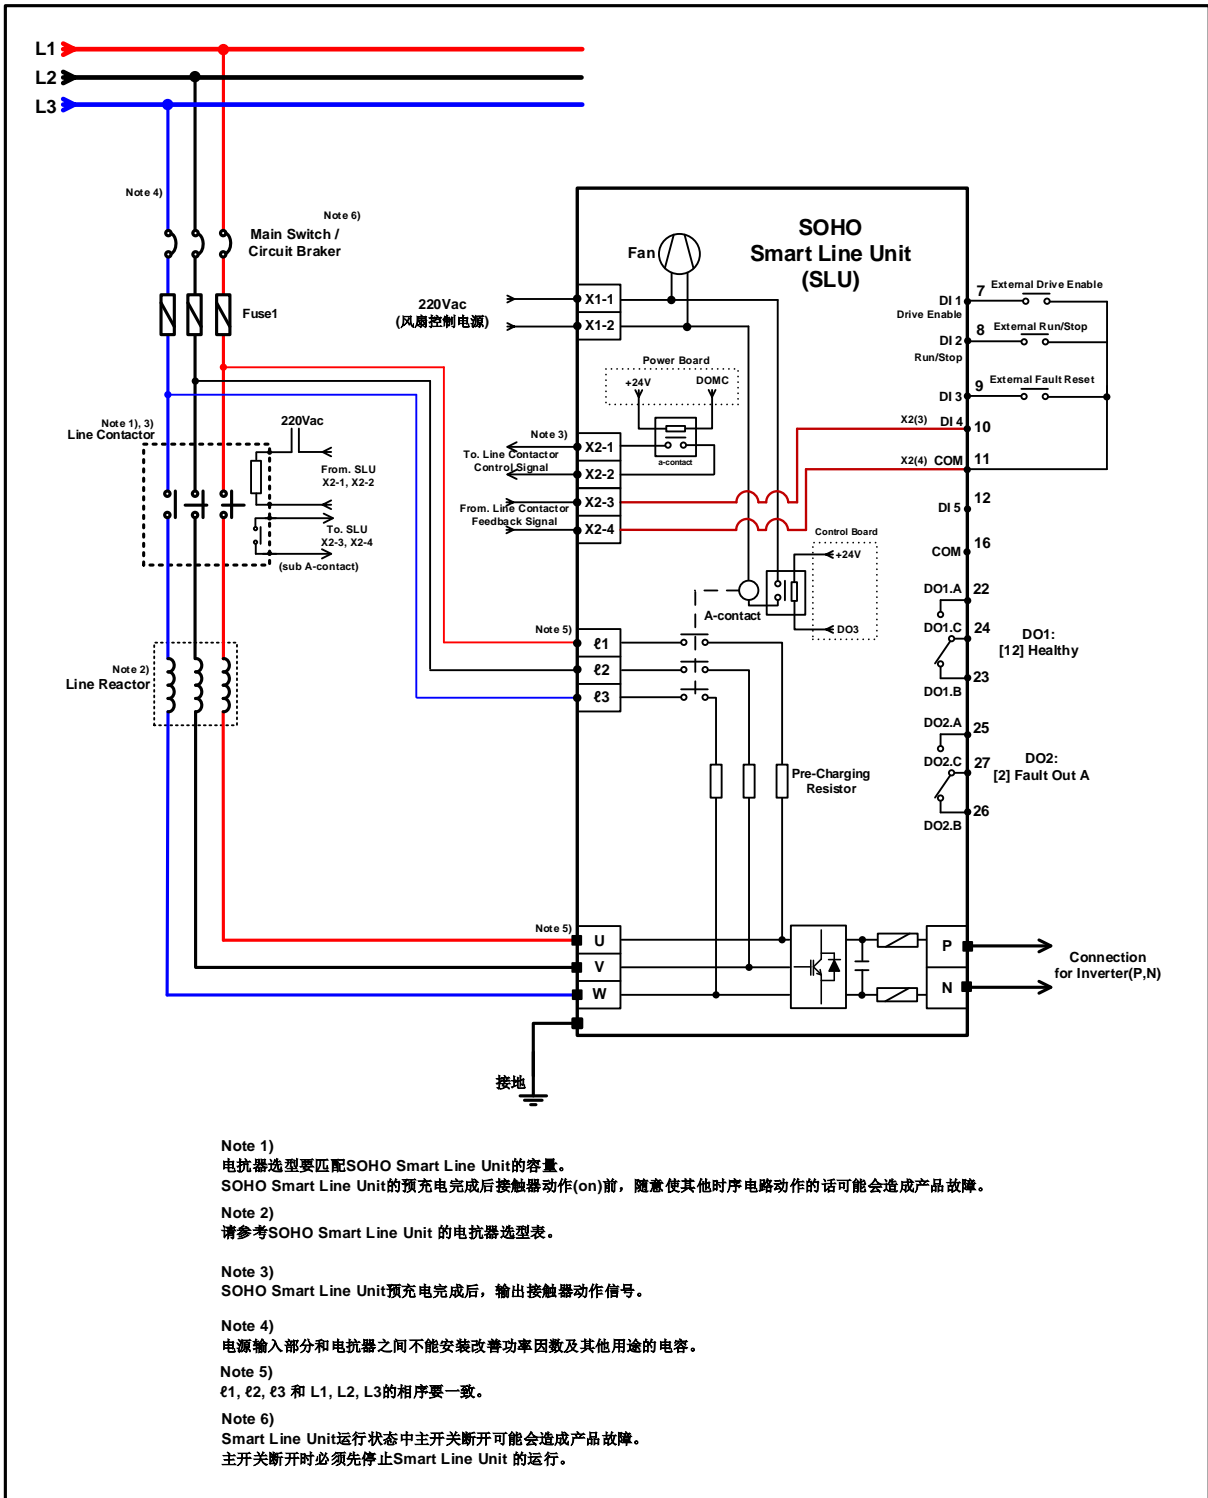 L1
L2
L3
Note 4)
Note 6)
Main Switch /
Circuit Braker
Fuse1
Note 1), 3)
Line Contactor
220Vac
From. SLU
X2-1, X2-2
To. SLU
X2-3, X2-4
(sub A-contact)
Note 2)
Line Reactor
220Vac
(风扇控制电源)
Note 3)
To. Line Contactor
Control Signal
From. Line Contactor
Feedback Signal
Note 5)
Note 5)
SOHO
Smart Line Unit
(SLU)
Fan
X1-1
X1-2
Power Board
+24V
DOMC
a-contact
X2-1
X2-2
X2-3
X2-4
Control Board
+24V
DO3
A-contact
ℓ1
ℓ2
ℓ3
Pre-Charging
Resistor
U
V
W
P
N
接地
DI 1
Drive Enable
7
External Drive Enable
DI 2
Run/Stop
8
External Run/Stop
DI 3
9
External Fault Reset
X2(3)
DI 4
10
X2(4)
COM
11
DI 5
12
COM
16
DO1.A
22
DO1.C
24
DO1.B
23
DO1:
[12] Healthy
DO2.A
25
DO2.C
27
DO2.B
26
DO2:
[2] Fault Out A
Connection
for Inverter(P,N)
Note 1)
电抗器选型要匹配SOHO Smart Line Unit的容量。
SOHO Smart Line Unit的预充电完成后接触器动作(on)前，随意使其他时序电路动作的话可能会造成产品故障。
Note 2)
请参考SOHO Smart Line Unit 的电抗器选型表。
Note 3)
SOHO Smart Line Unit预充电完成后，输出接触器动作信号。
Note 4)
电源输入部分和电抗器之间不能安装改善功率因数及其他用途的电容。
Note 5)
ℓ1, ℓ2, ℓ3 和 L1, L2, L3的相序要一致。
Note 6)
Smart Line Unit运行状态中主开关断开可能会造成产品故障。
主开关断开时必须先停止Smart Line Unit 的运行。